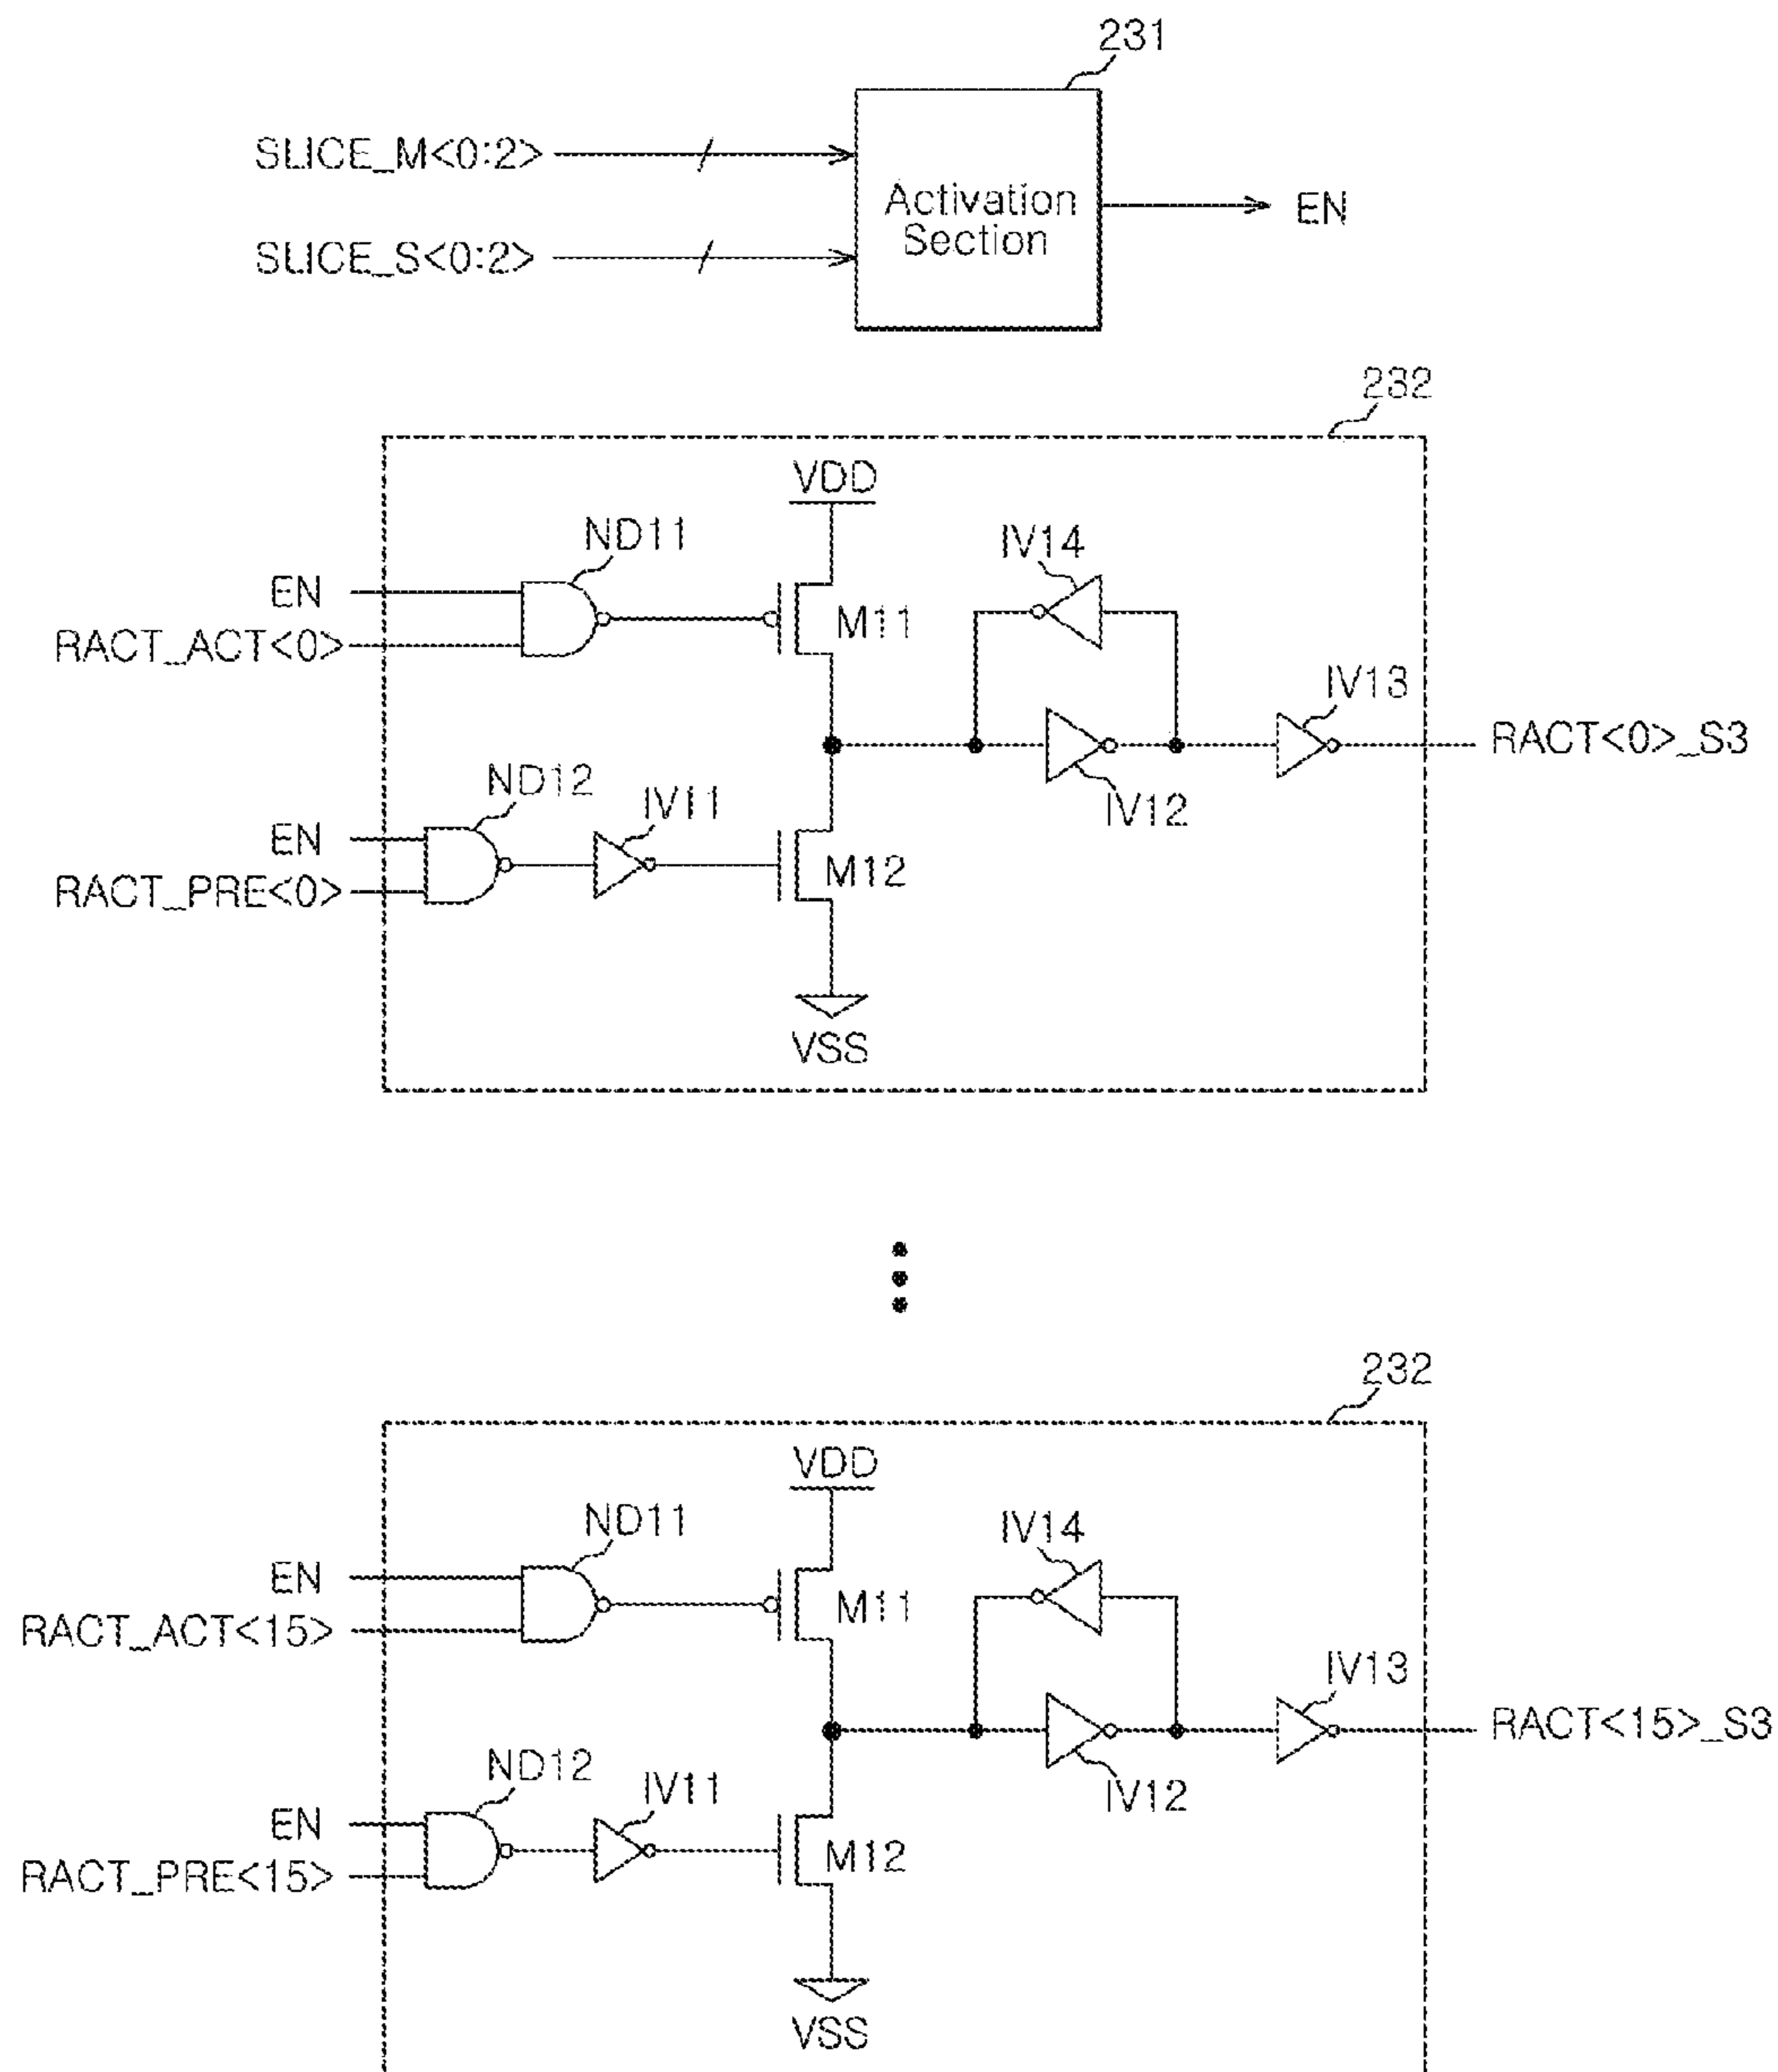 231
SLICE_M<0:2>
SLICE_S<0:2>
Activation
Section
EN
232
VDD
ND11
IV14
EN
RACT_ACT<0>
M11
IV13
RACT<0>_S3
ND12
IV11
IV12
EN
RACT_PRE<0>
M12
VSS
232
VDD
ND11
IV14
EN
RACT_ACT<15>
M11
IV13
RACT<15>_S3
ND12
IV11
IV12
EN
RACT_PRE<15>
M12
VSS